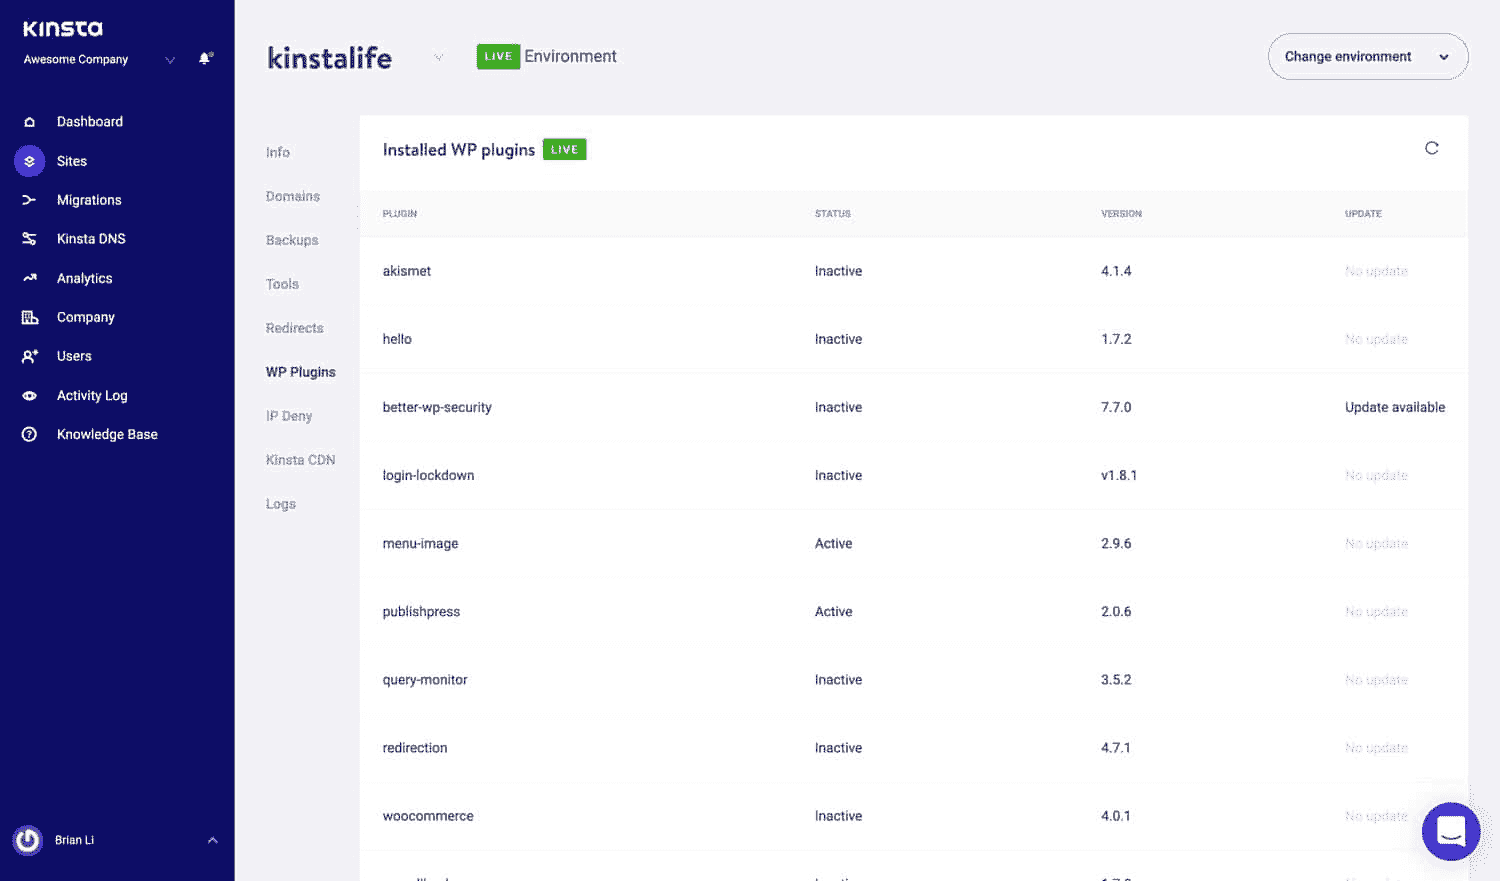 KINSTA
Awesome Company
Dashboard
Sites
Migrations
Kinsta DNS
Analytics
Company
Users
Activity Log
Knowledge Base
Brian Li
kinstalife LIVE Environment
Change environment
Info
Domains
Backups
Tools
Redirects
WP Plugins
IP Deny
Kinsta CDN
Logs
Installed WP plugins LIVE
PLUGIN STATUS VERSION UPDATE
akismet Inactive 4.1.4 No update
hello Inactive 1.7.2 No update
better-wp-security Inactive 7.7.0 Update available
login-lockdown Inactive v1.8.1 No update
menu-image Active 2.9.6 No update
publishpress Active 2.0.6 No update
query-monitor Inactive 3.5.2 No update
redirection Inactive 4.7.1 No update
woocommerce Inactive 4.0.1 No update